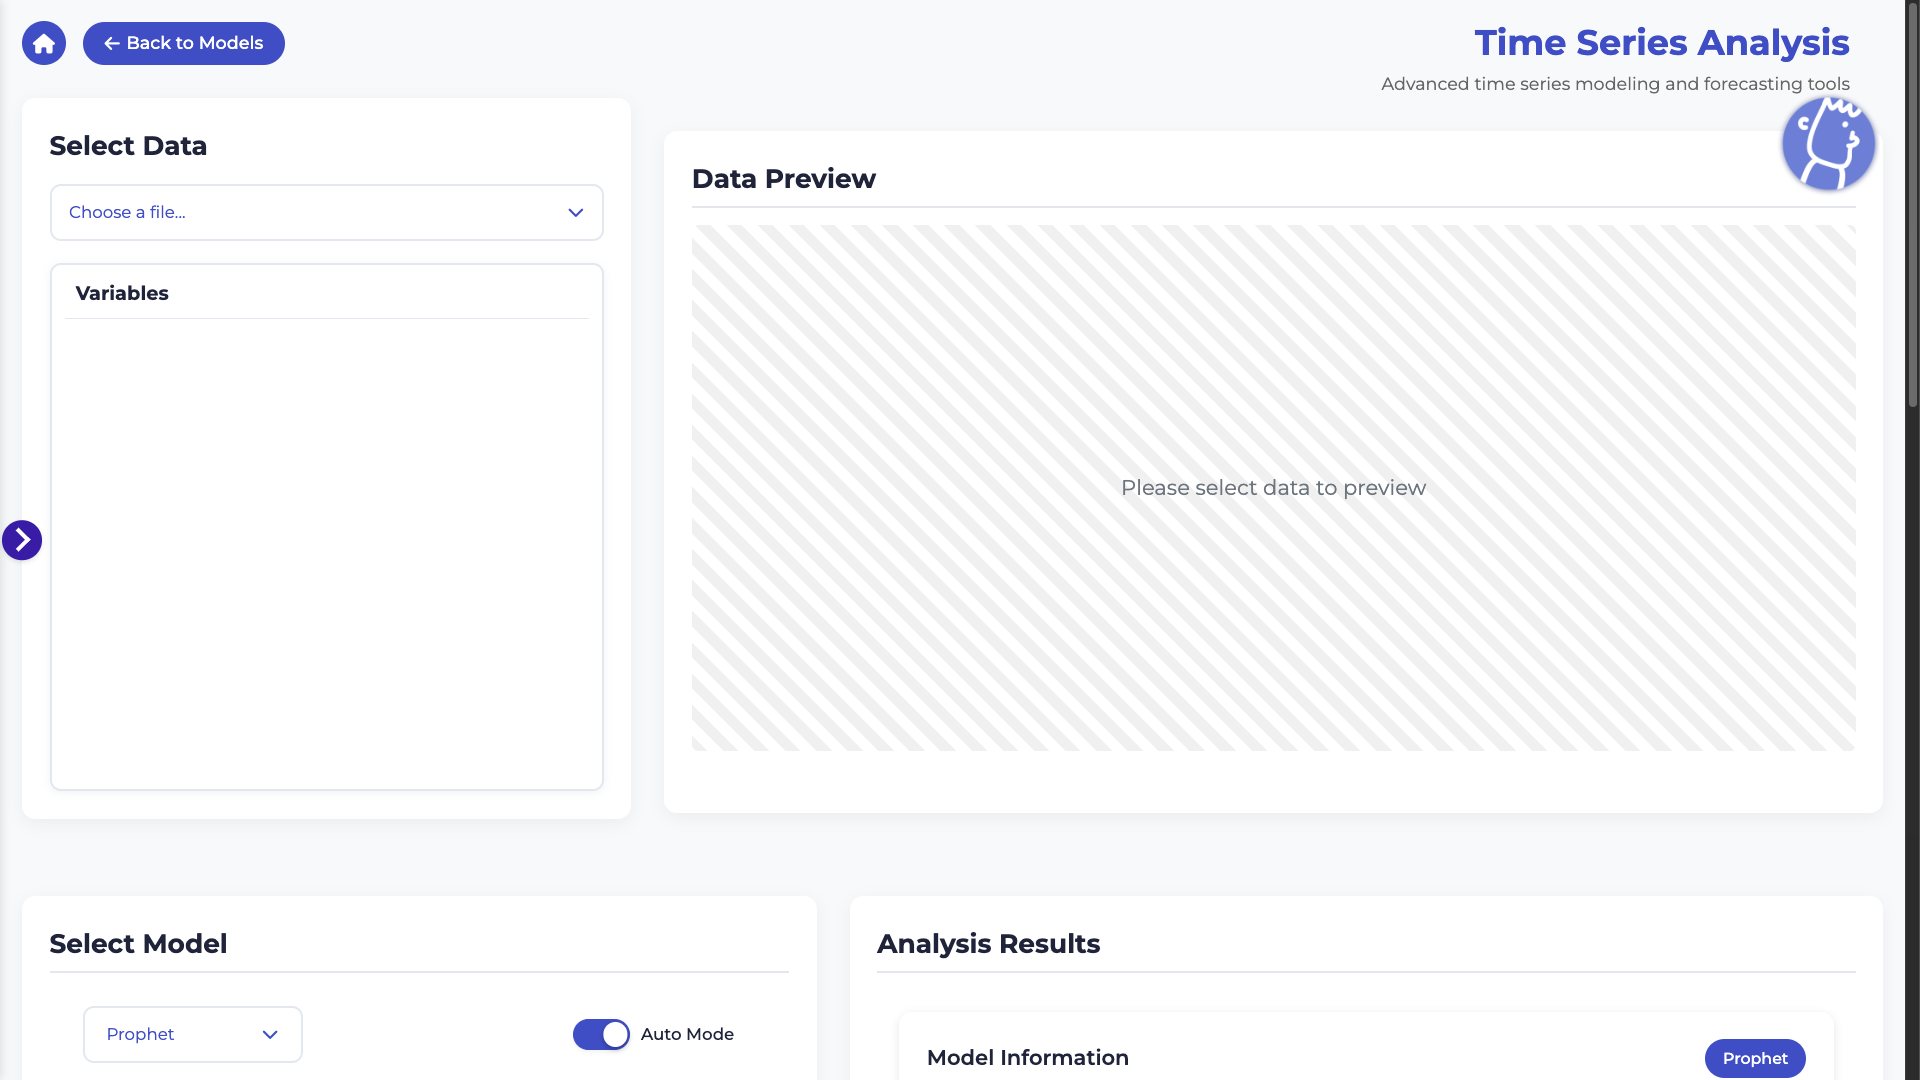 Back to Models
Time Series Analysis
Advanced time series modeling and forecasting tools
Select Data
Choose a file...
Variables
Data Preview
Please select data to preview
Select Model
Prophet
Auto Mode
Analysis Results
Model Information
Prophet